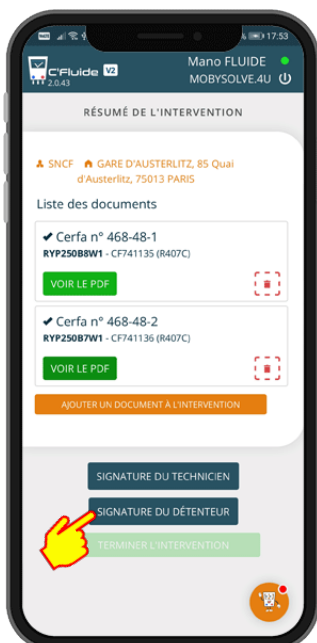 17:53
C'Fluide V2
2.0.43
Mano FLUIDE
MOBYSOLVE.4U
RÉSUMÉ DE L'INTERVENTION
SNCF GARE D'AUSTERLITZ, 85 Quai
d'Austerlitz, 75013 PARIS
Liste des documents
Cerfa n° 468-48-1
RYP250B8W1 - CF741135 (R407C)
VOIR LE PDF
Cerfa n° 468-48-2
RYP250B7W1 - CF741136 (R407C)
VOIR LE PDF
AJOUTER UN DOCUMENT À L'INTERVENTION
SIGNATURE DU TECHNICIEN
SIGNATURE DU DÉTENTEUR
TERMINER L'INTERVENTION